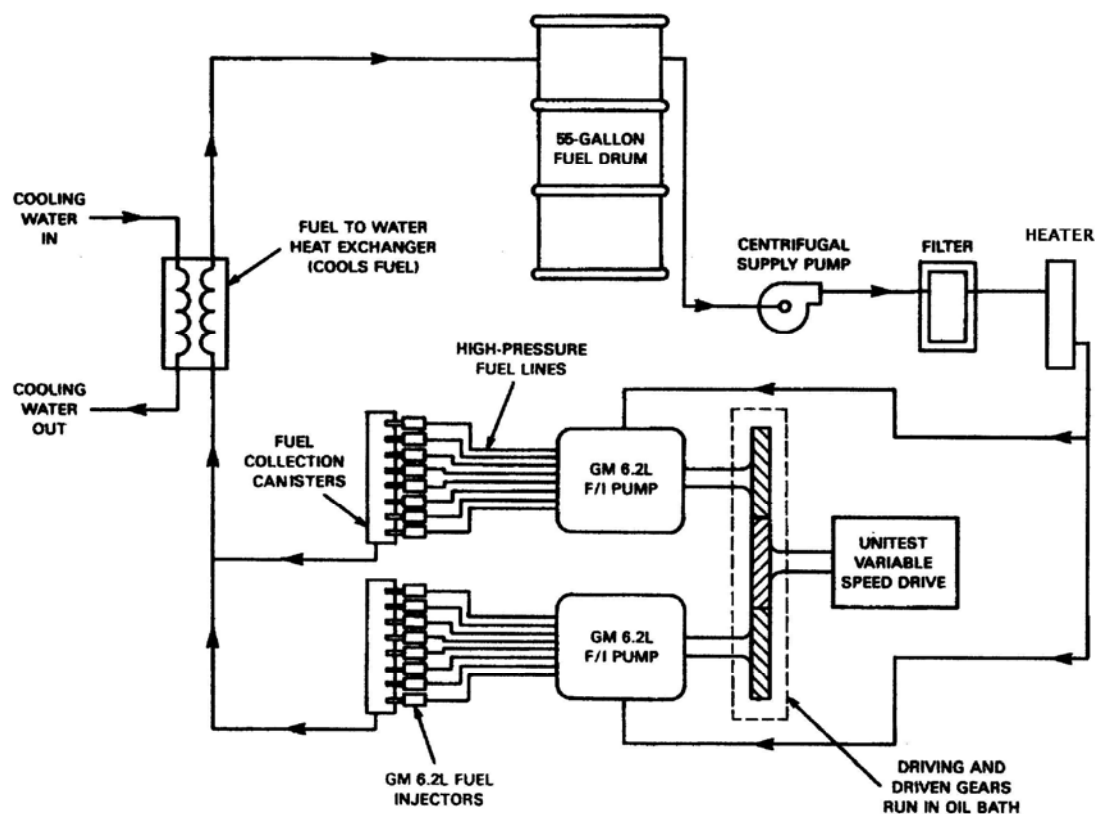 55-GALLON
FUEL DRUM
COOLING
WATER
IN
FUEL TO WATER
HEAT EXCHANGER
(COOLS FUEL)
CENTRIFUGAL
SUPPLY PUMP
FILTER
HEATER
COOLING
WATER
OUT
HIGH-PRESSURE
FUEL LINES
FUEL
COLLECTION
CANISTERS
GM 6.2L
F/I PUMP
UNITEST
VARIABLE
SPEED DRIVE
GM 6.2L
F/I PUMP
GM 6.2L FUEL
INJECTORS
DRIVING AND
DRIVEN GEARS
RUN IN OIL BATH